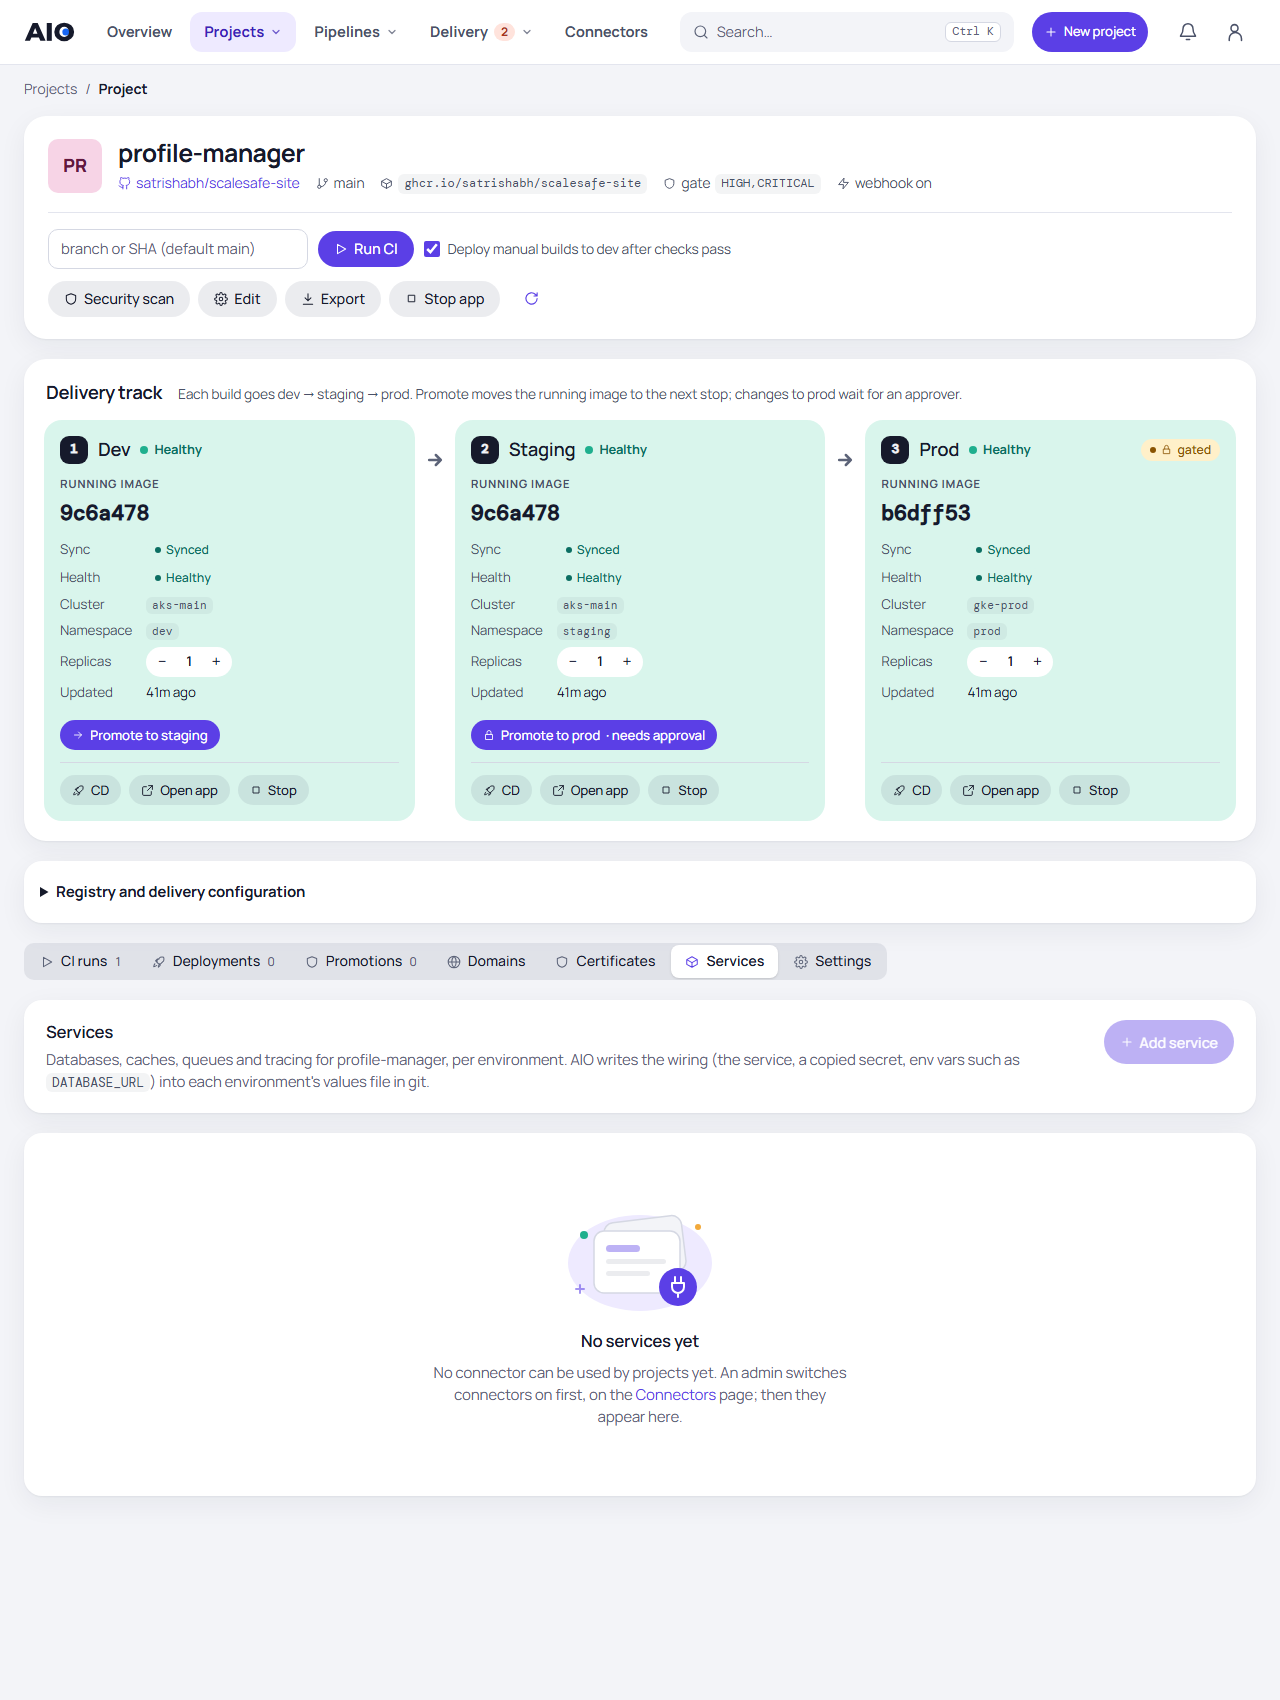 AIO
Overview
Projects
Pipelines
Delivery 2
Connectors
Search...
Ctrl K
New project
Projects / Project
PR
profile-manager
satrishabh/scalesafe-site
main
ghcr.io/satrishabh/scalesafe-site
gate HIGH,CRITICAL
webhook on
branch or SHA (default main)
Run CI
Deploy manual builds to dev after checks pass
Security scan
Edit
Export
Stop app
Delivery track
Each build goes dev → staging → prod. Promote moves the running image to the next stop; changes to prod wait for an approver.
1 Dev Healthy
RUNNING IMAGE
9c6a478
Sync Synced
Health Healthy
Cluster aks-main
Namespace dev
Replicas − 1 +
Updated 41m ago
Promote to staging
CD
Open app
Stop
2 Staging Healthy
RUNNING IMAGE
9c6a478
Sync Synced
Health Healthy
Cluster aks-main
Namespace staging
Replicas − 1 +
Updated 41m ago
Promote to prod · needs approval
CD
Open app
Stop
3 Prod Healthy
gated
RUNNING IMAGE
b6dff53
Sync Synced
Health Healthy
Cluster gke-prod
Namespace prod
Replicas − 1 +
Updated 41m ago
CD
Open app
Stop
Registry and delivery configuration
CI runs 1
Deployments 0
Promotions 0
Domains
Certificates
Services
Settings
Services
Databases, caches, queues and tracing for profile-manager, per environment. AIO writes the wiring (the service, a copied secret, env vars such as
DATABASE_URL ) into each environment's values file in git.
Add service
No services yet
No connector can be used by projects yet. An admin switches
connectors on first, on the Connectors page; then they
appear here.